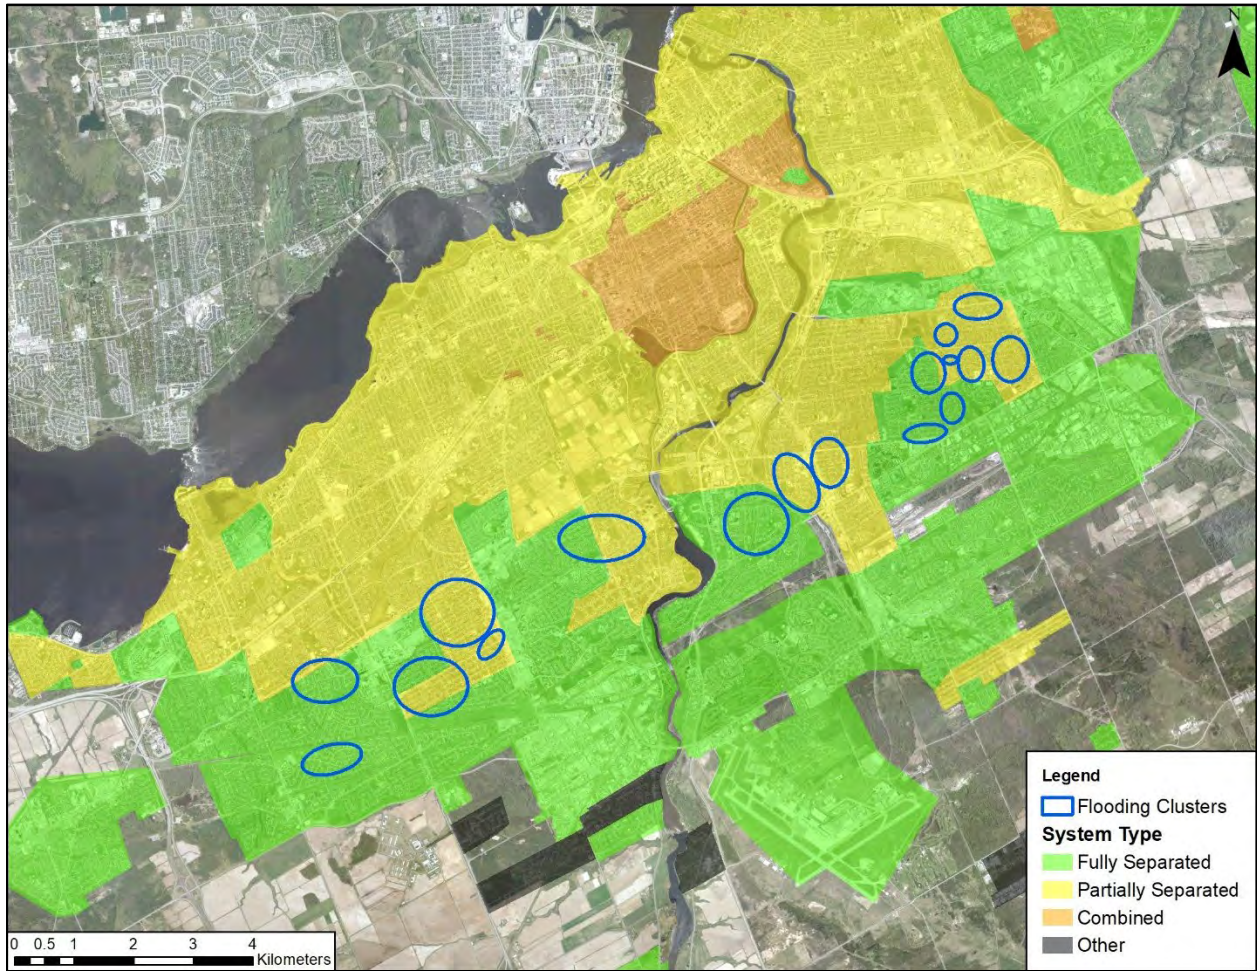 N
Legend
Flooding Clusters
System Type
Fully Separated
Partially Separated
Combined
Other
0 0.5 1 2 3 4
Kilometers